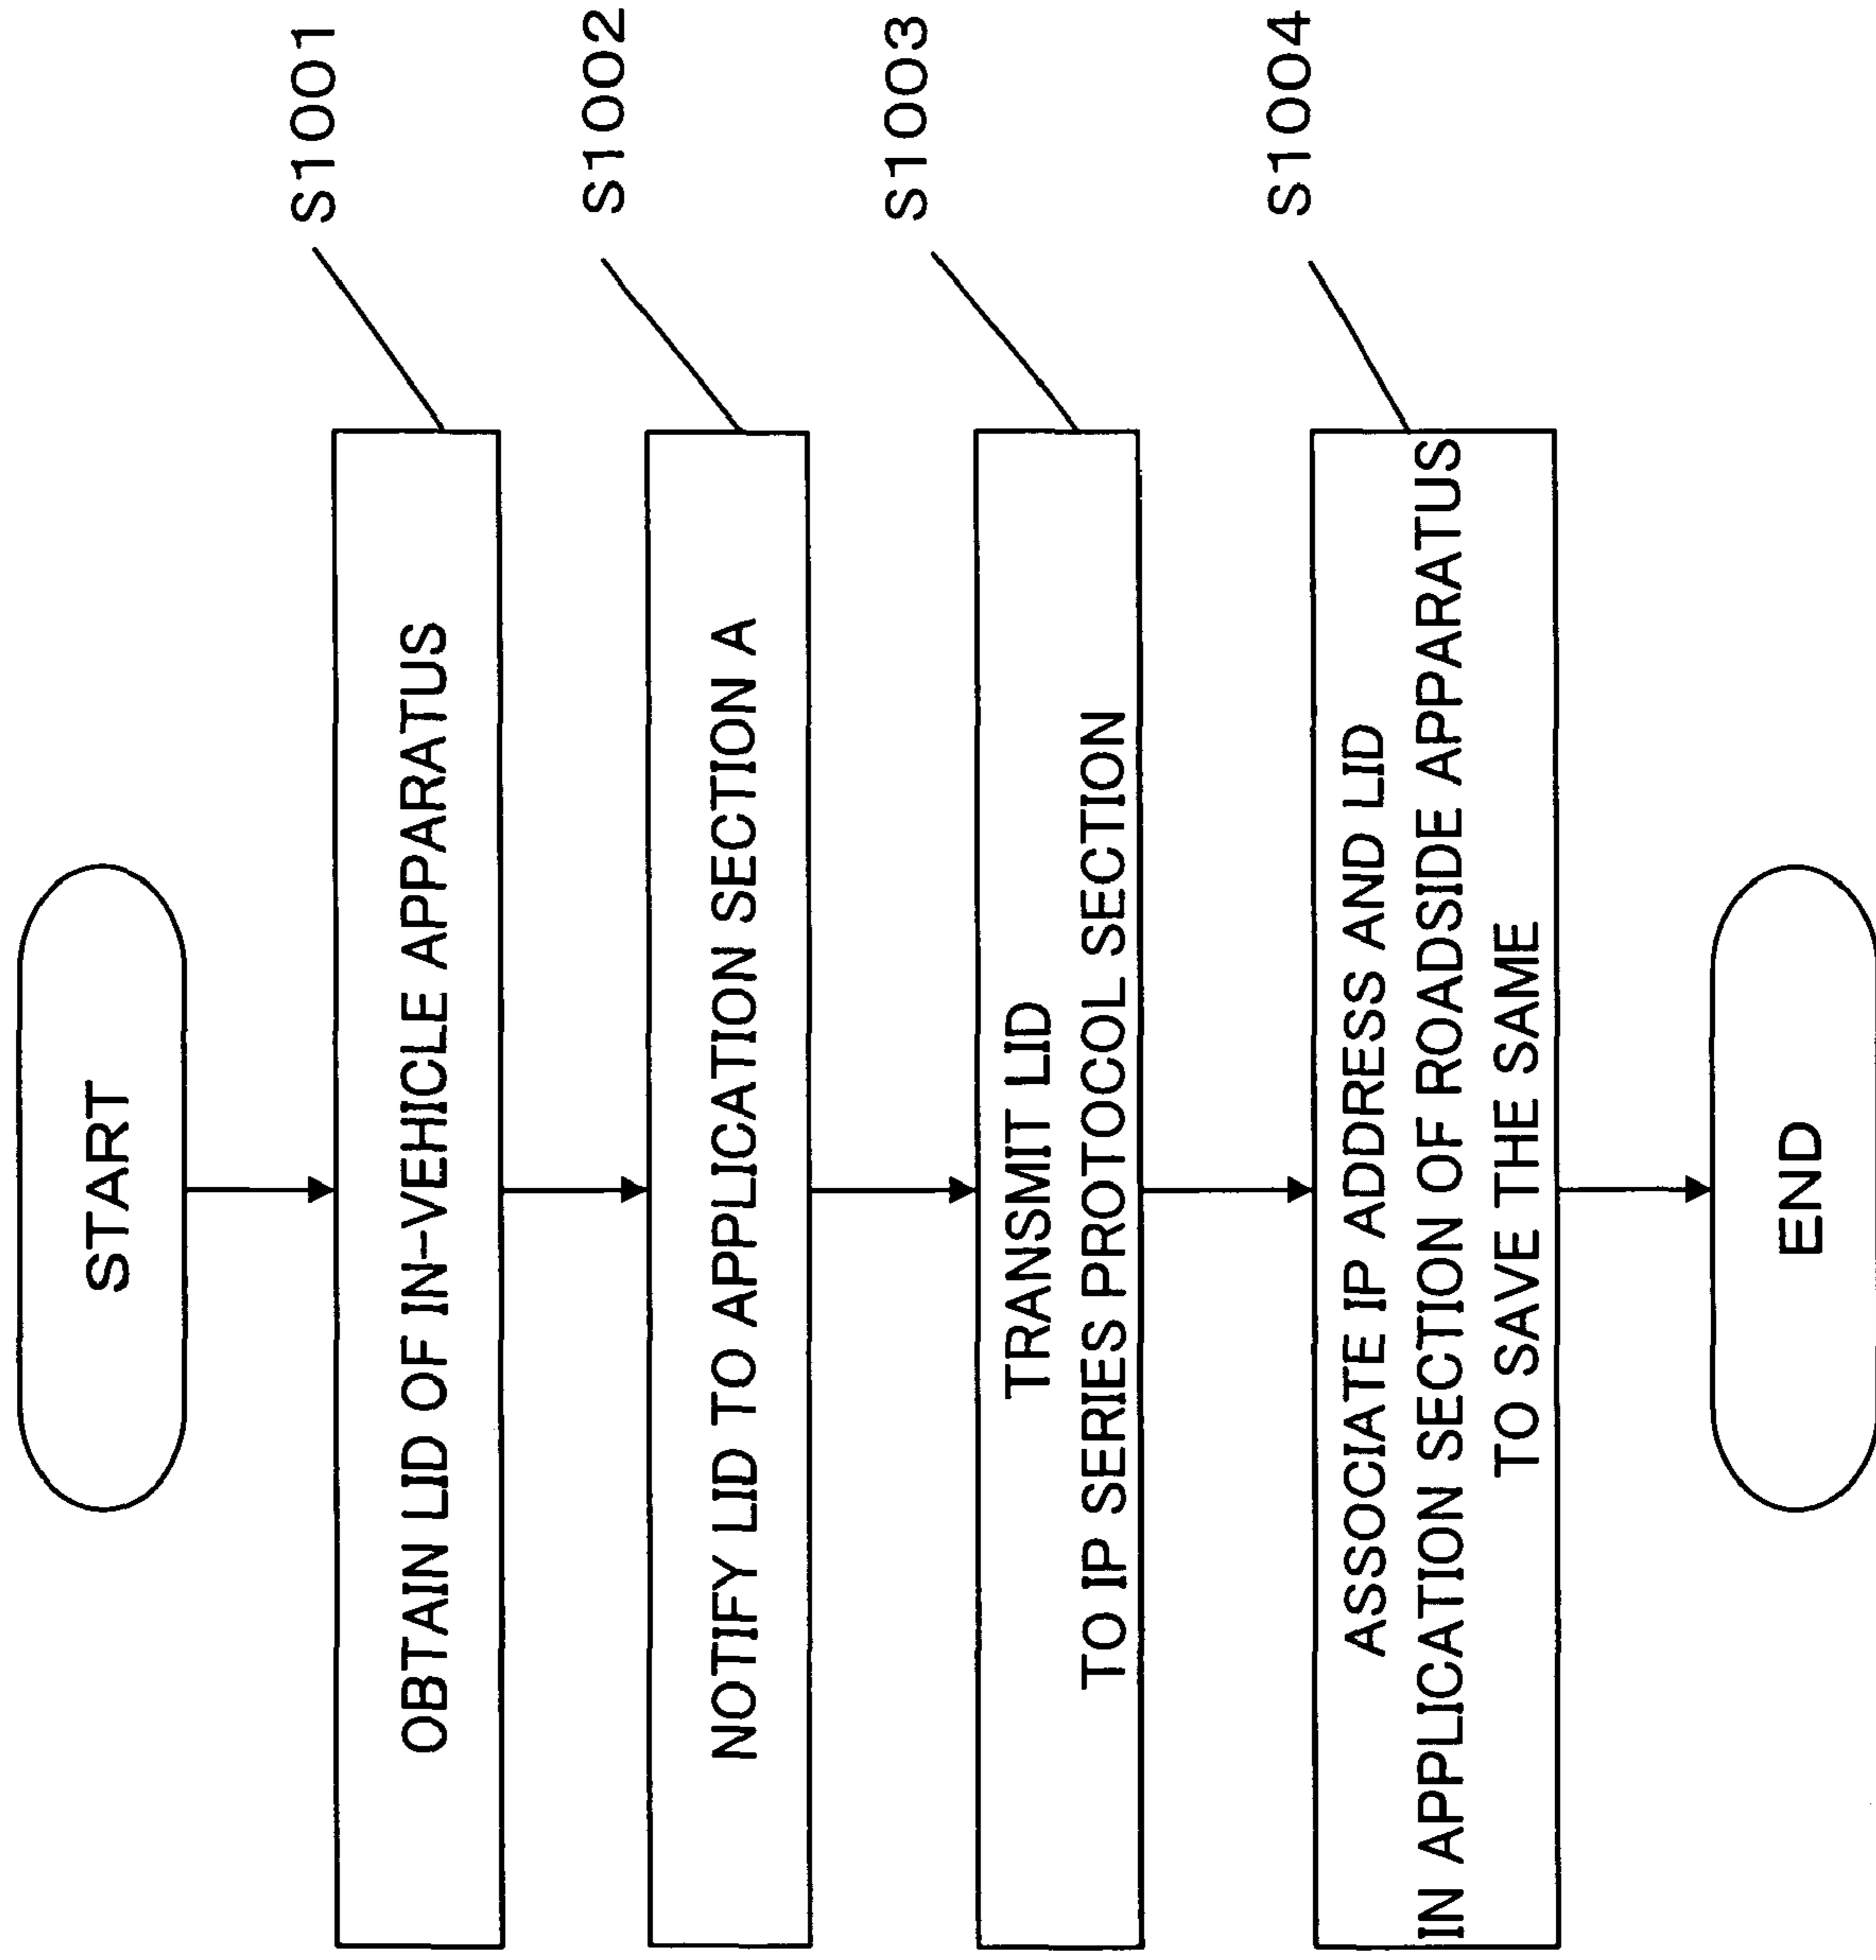 START
S1001
OBTAIN LID OF IN-VEHICLE APPARATUS
S1002
NOTIFY LID TO APPLICATION SECTION A
S1003
TRANSMIT LID
TO IP SERIES PROTOCOL SECTION
S1004
ASSOCIATE IP ADDRESS AND LID
IN APPLICATION SECTION OF ROADSIDE APPARATUS
TO SAVE THE SAME
END